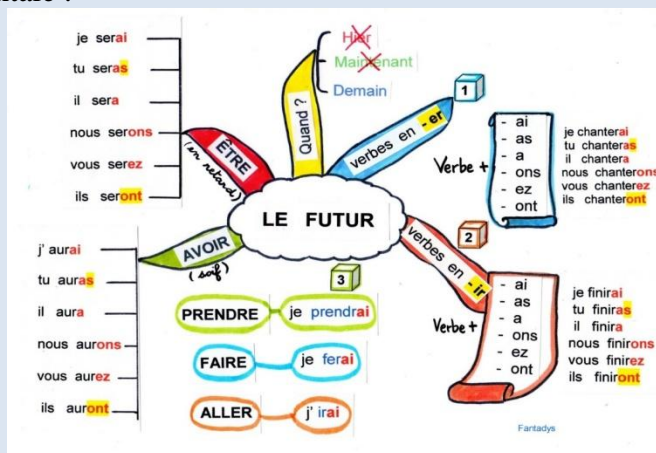 je serai
tu seras
il sera
nous serons
vous serez
ils seront
ÊTRE
(en retard)
Quand ?
Hier
Maintenant
Demain
verbes en - er
1
Verbe +
- ai
- as
- a
- ons
- ez
- ont
je chanterai
tu chanteras
il chantera
nous chanterons
vous chanterez
ils chanteront
LE FUTUR
AVOIR
(soif)
j' aurai
tu auras
il aura
nous aurons
vous aurez
ils auront
2
verbes en - ir
Verbe +
- ai
- as
- a
- ons
- ez
- ont
je finirai
tu finiras
il finira
nous finirons
vous finirez
ils finiront
3
PRENDRE je prendrai
FAIRE je ferai
ALLER j' irai
Fantadys